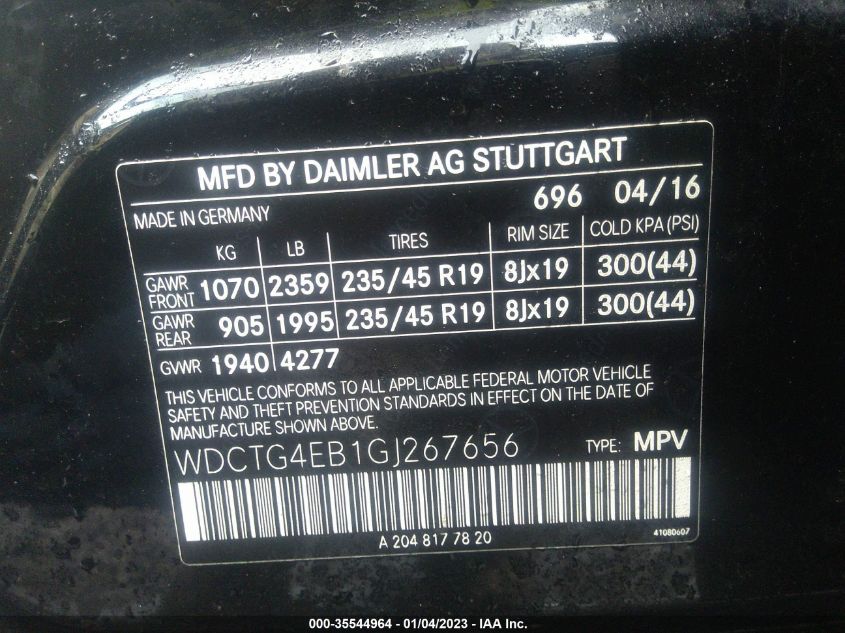 MFD BY DAIMLER AG STUTTGART
696 04/16
MADE IN GERMANY
KG LB TIRES RIM SIZE COLD KPA (PSI)
GAWR FRONT 1070 2359 235/45 R19 8Jx19 300(44)
GAWR REAR 905 1995 235/45 R19 8Jx19 300(44)
GVWR 1940 4277
THIS VEHICLE CONFORMS TO ALL APPLICABLE FEDERAL MOTOR VEHICLE
SAFETY AND THEFT PREVENTION STANDARDS IN EFFECT ON THE DATE OF
MANUFACTURE SHOWN ABOVE.
WDCTG4EB1GJ267656 TYPE: MPV
A 204 817 78 20 41080607
000-35544964 - 01/04/2023 - IAA Inc.